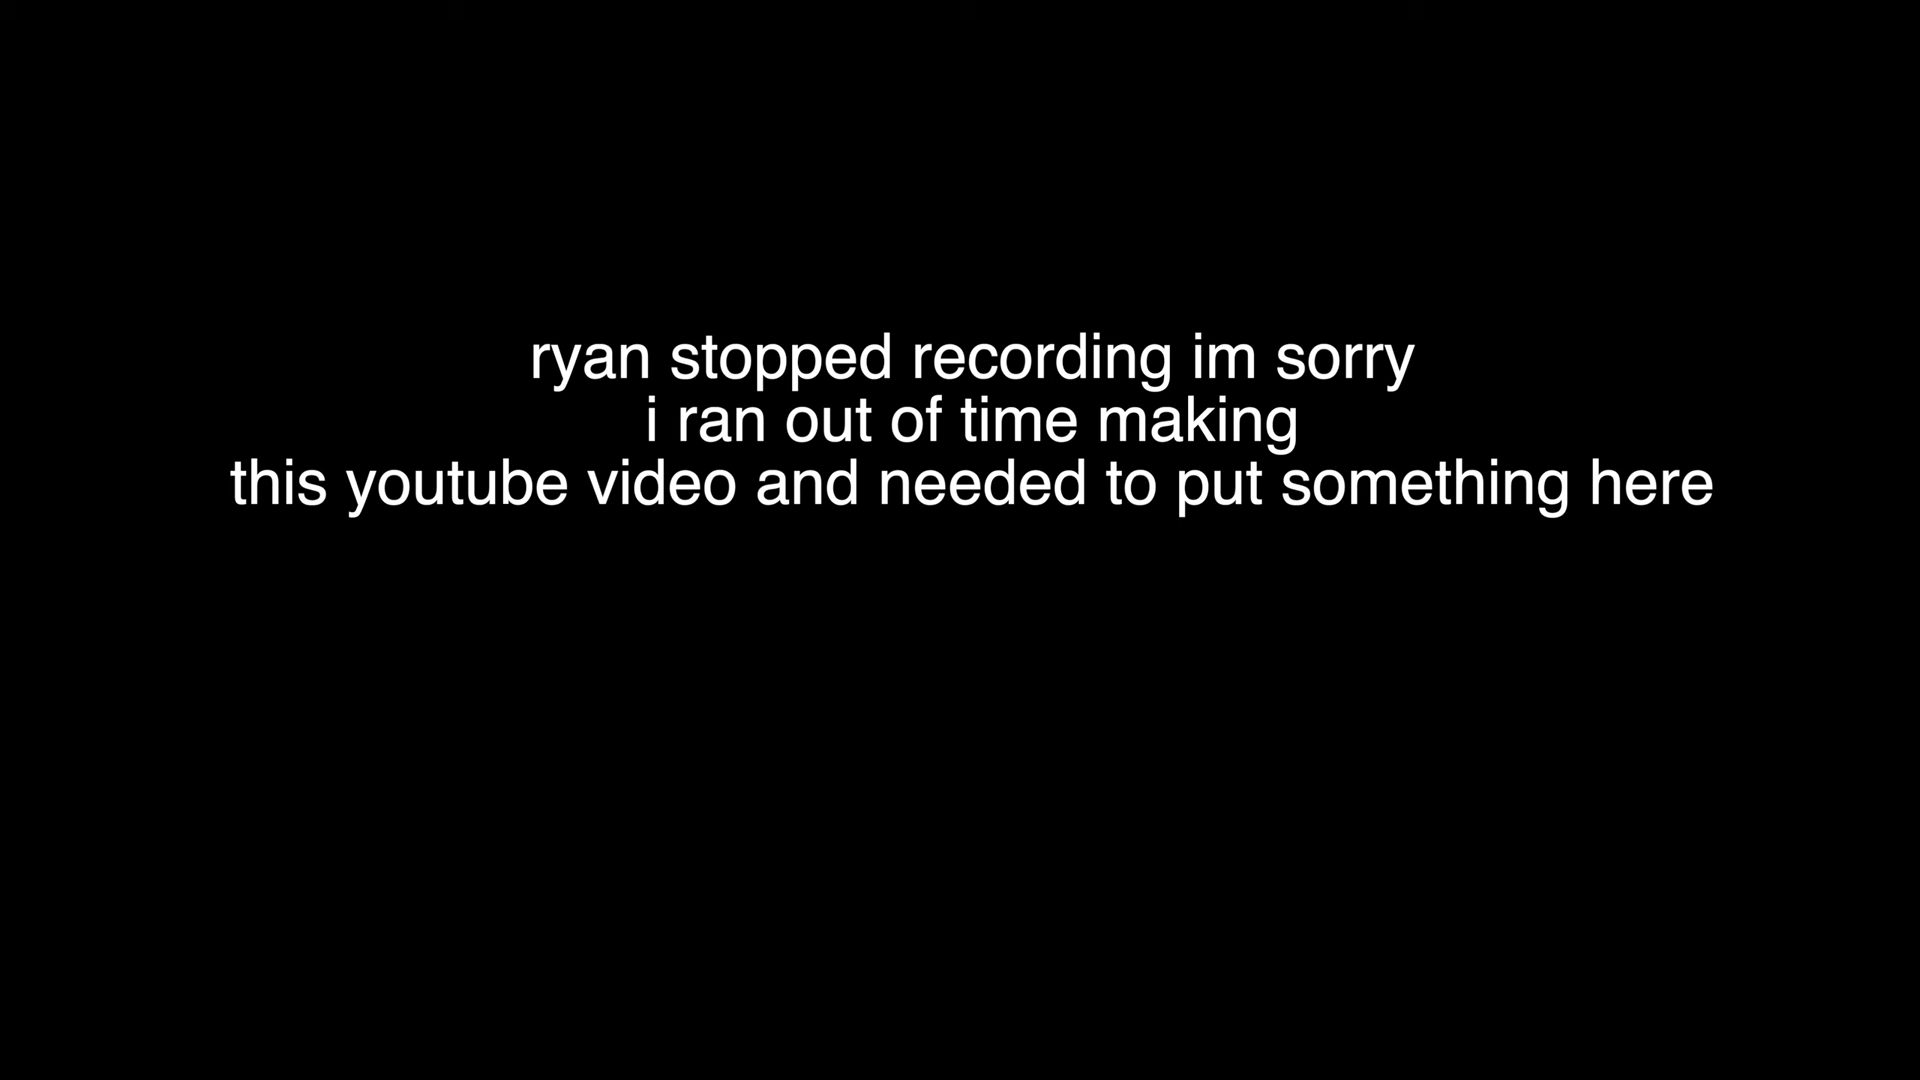 ryan stopped recording im sorry
i ran out of time making
this youtube video and needed to put something here